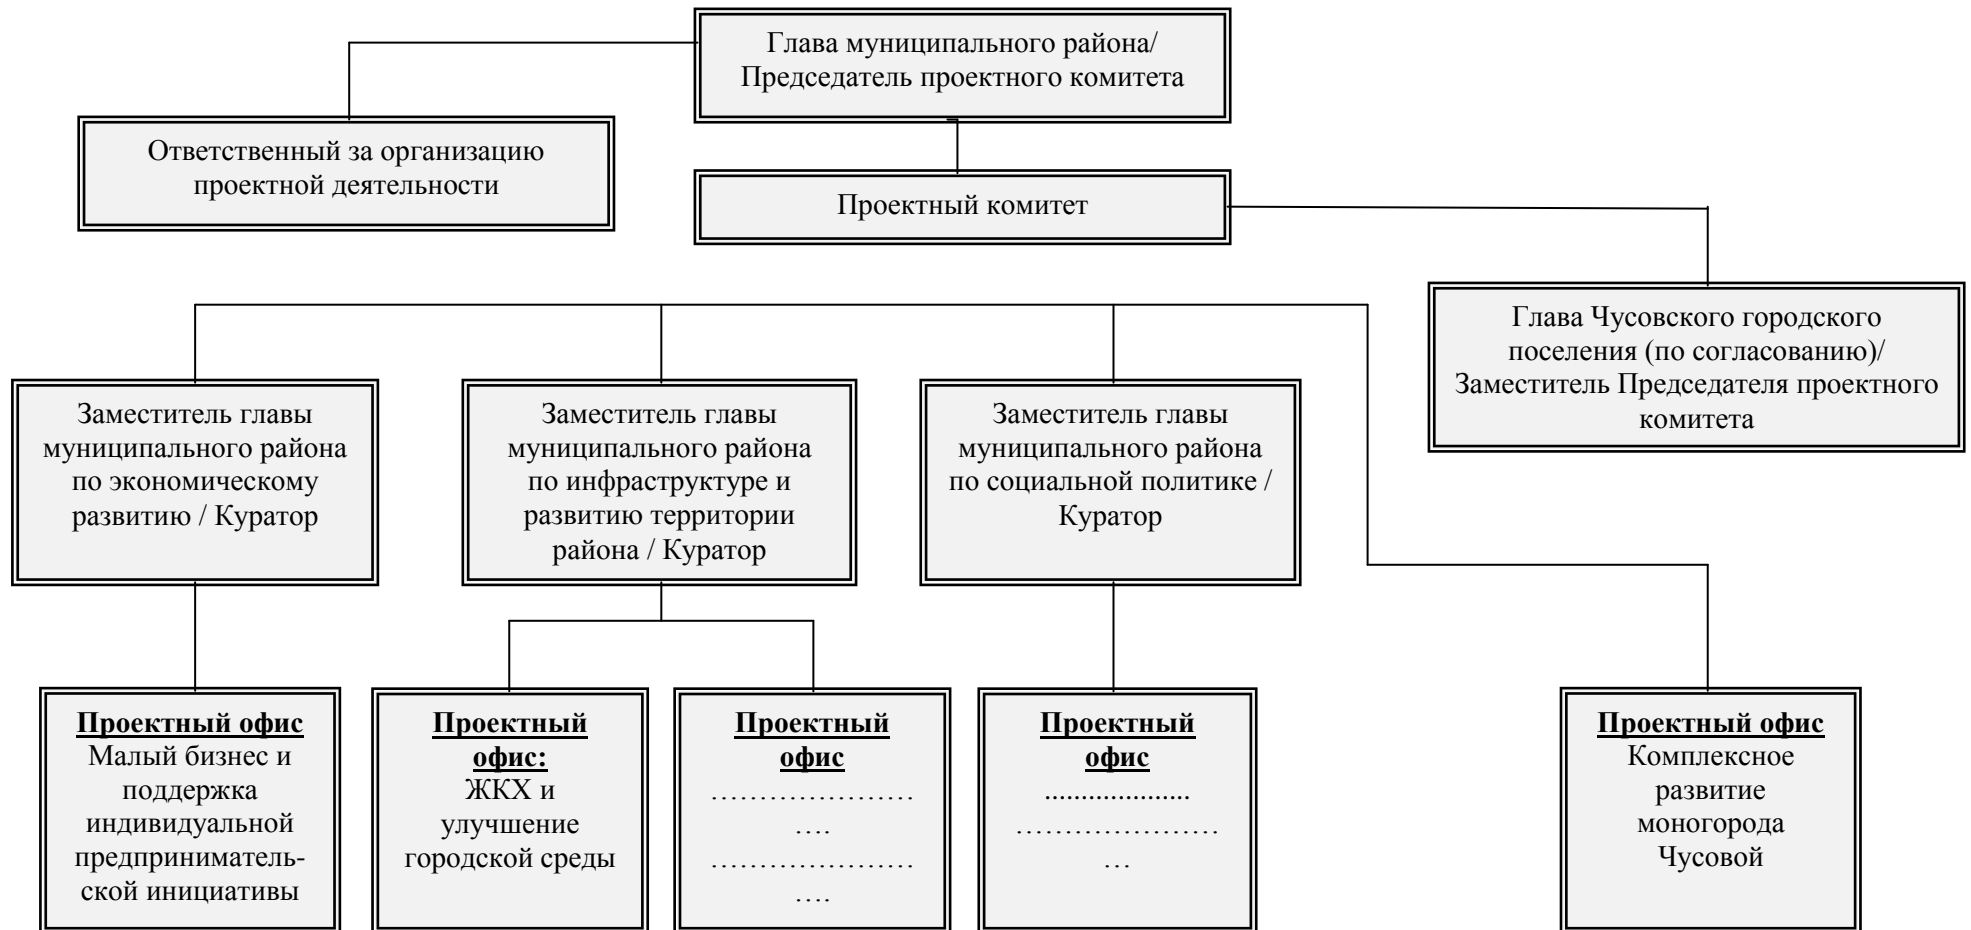 Глава муниципального района/
Председатель проектного комитета
Ответственный за организацию
проектной деятельности
Проектный комитет
Глава Чусовского городского
поселения (по согласованию)/
Заместитель Председателя проектного
комитета
Заместитель главы
муниципального района
по экономическому
развитию / Куратор
Заместитель главы
муниципального района
по инфраструктуре и
развитию территории
района / Куратор
Заместитель главы
муниципального района
по социальной политике /
Куратор
Проектный офис
Малый бизнес и
поддержка
индивидуальной
предприниматель-
ской инициативы
Проектный
офис:
ЖКХ и
улучшение
городской среды
Проектный
офис
…………………
….
…………………
….
Проектный
офис
....................
…………………
…
Проектный офис
Комплексное
развитие
моногорода
Чусовой